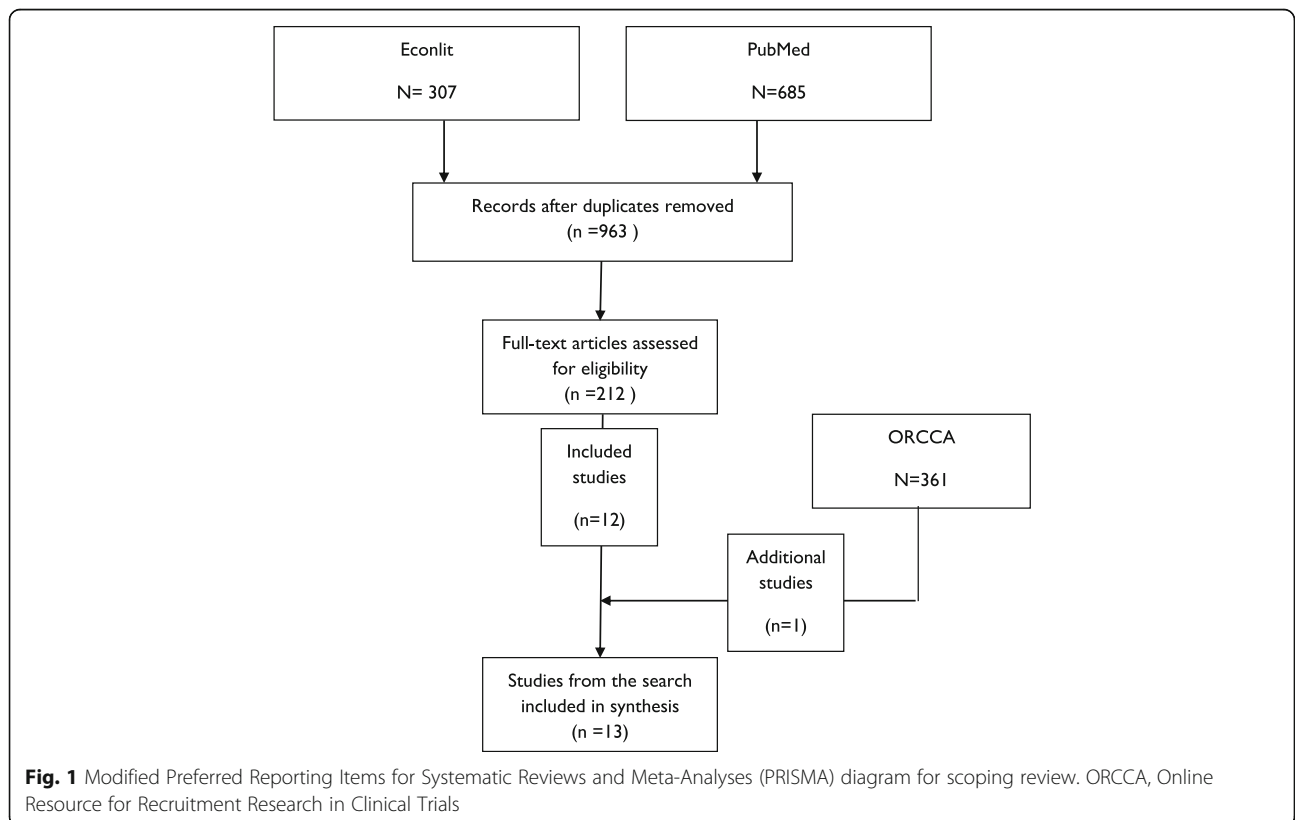 Econlit
N= 307
PubMed
N=685
Records after duplicates removed
(n =963 )
Full-text articles assessed
for eligibility
(n =212 )
Included
studies
(n=12)
ORCCA
N=361
Additional
studies
(n=1)
Studies from the search
included in synthesis
(n =13)
Fig. 1 Modified Preferred Reporting Items for Systematic Reviews and Meta-Analyses (PRISMA) diagram for scoping review. ORCCA, Online
Resource for Recruitment Research in Clinical Trials